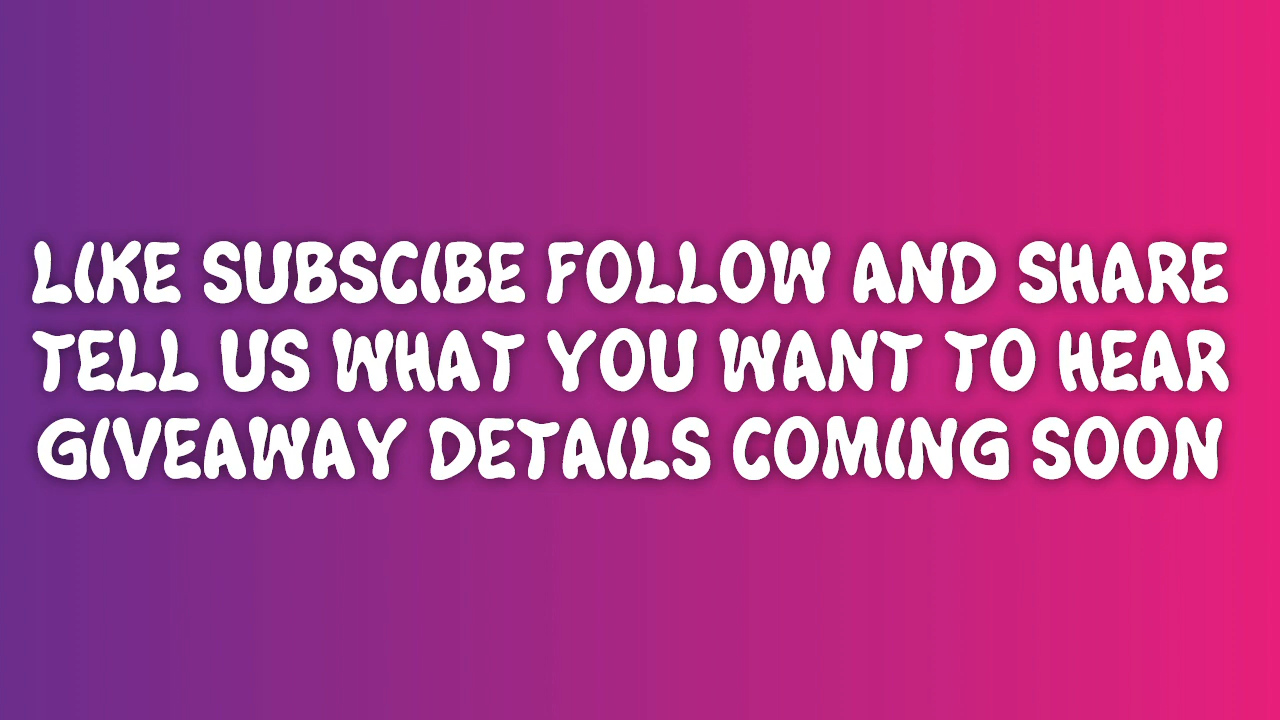 LIKE SUBSCIBE FOLLOW AND SHARE
TELL US WHAT YOU WANT TO HEAR
GIVEAWAY DETAILS COMING SOON